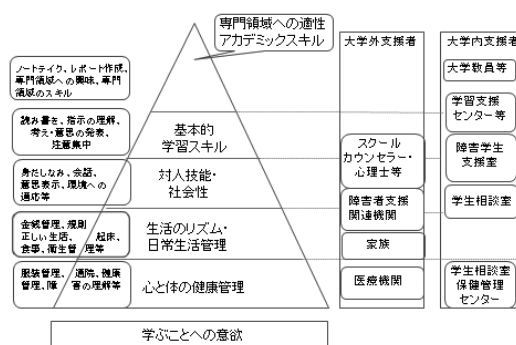 専門領域への適性
アカデミックスキル
ノートテイク、レポート作成、
専門領域への興味、専門
領域のスキル
読み書を、指示の理解、
考え・意思の発表、
注意集中
基本的
学習スキル
身だしなみ、会話、
意思表示、環境への
適応等
対人技能・
社会性
金銭管理、規則
正しい生活、 起床、
食事、衛生管 理等
生活のリズム・
日常生活管理
服装管理、 通院、健康
管理、障 害の理解等
心と体の健康管理
学ぶことへの意欲
大学外支援者
スクール
カウンセラー・
心理士等
障害者支援
関連機関
家族
医療機関
大学内支援者
大学教員等
学習支援
センター等
障害学生
支援室
学生相談室
学生相談室
保健管理
センター